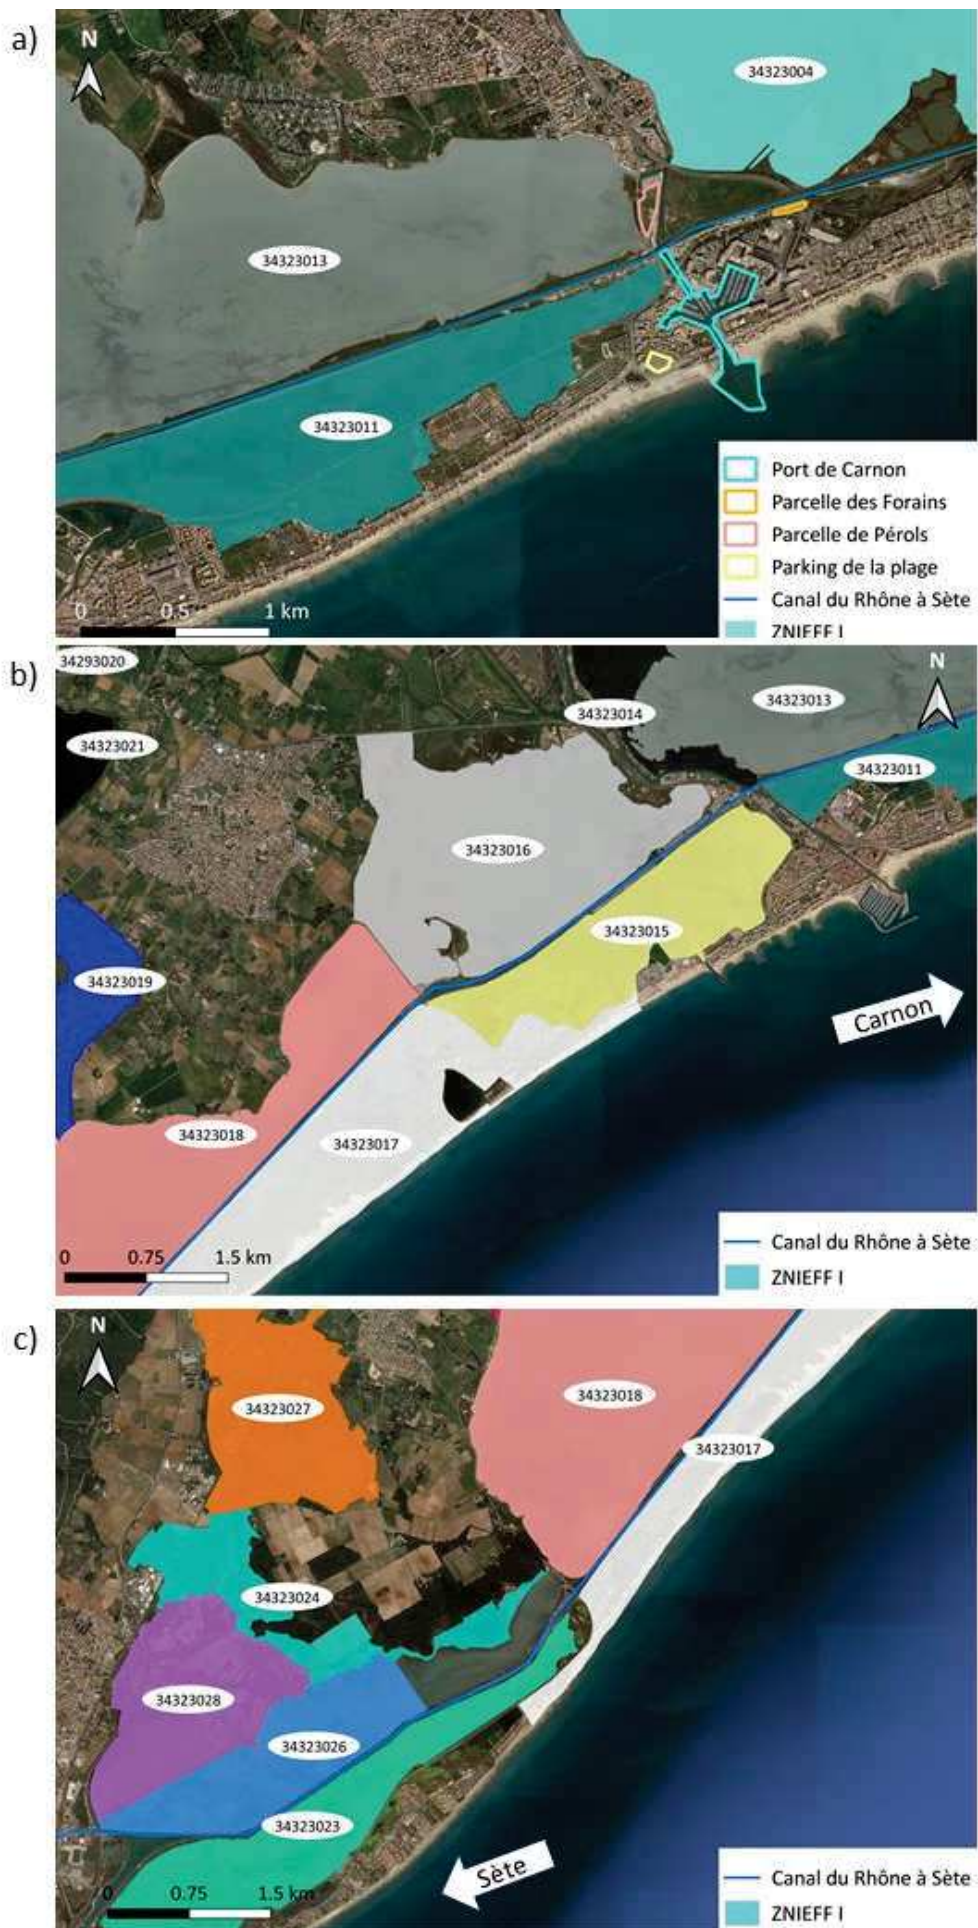 a)
N
34323004
34323013
34323011
Port de Carnon
Parcelle des Forains
Parcelle de Pérols
Parking de la plage
Canal du Rhône à Sète
ZNIEFF I
0 0.5 1 km
b)
34293020
N
34323014
34323013
34323021
34323011
34323016
34323015
34323019
Carnon
34323018
34323017
0 0.75 1.5 km
Canal du Rhône à Sète
ZNIEFF I
c)
N
34323018
34323027
34323017
34323024
34323028
34323026
34323023
Sète
0 0.75 1.5 km
Canal du Rhône à Sète
ZNIEFF I